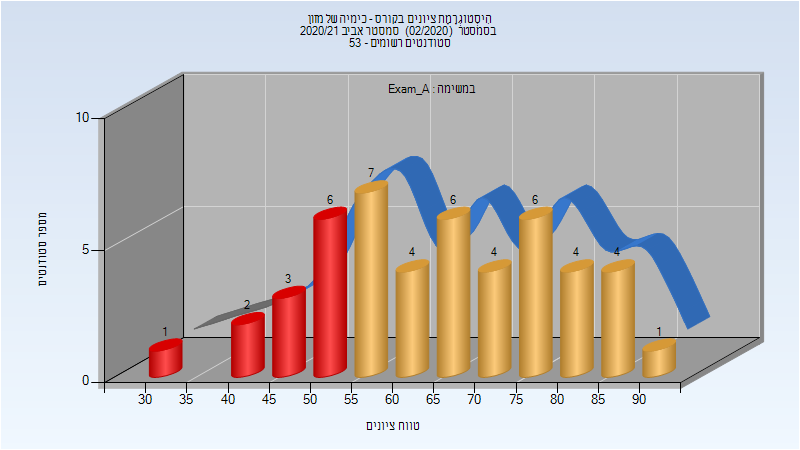 היסטוגרמת ציונים בקורס - כימיה של מזון
בסמסטר (02/2020) סמסטר אביב 2020/21
סטודנטים רשומים - 53
במשימה : Exam_A
מספר סטודנטים
10
5
0
1
2
3
6
7
4
6
4
6
4
4
1
30 35 40 45 50 55 60 65 70 75 80 85 90
טווח ציונים